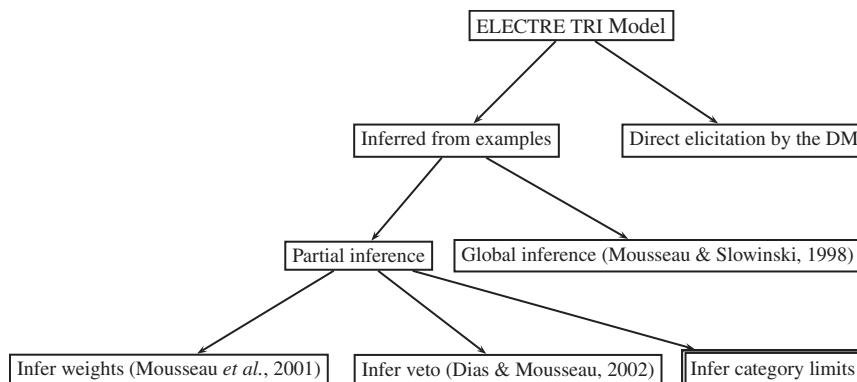 ELECTRE TRI Model
Inferred from examples
Direct elicitation by the DM
Partial inference
Global inference (Mousseau & Slowinski, 1998)
Infer weights (Mousseau et al., 2001)
Infer veto (Dias & Mousseau, 2002)
Infer category limits